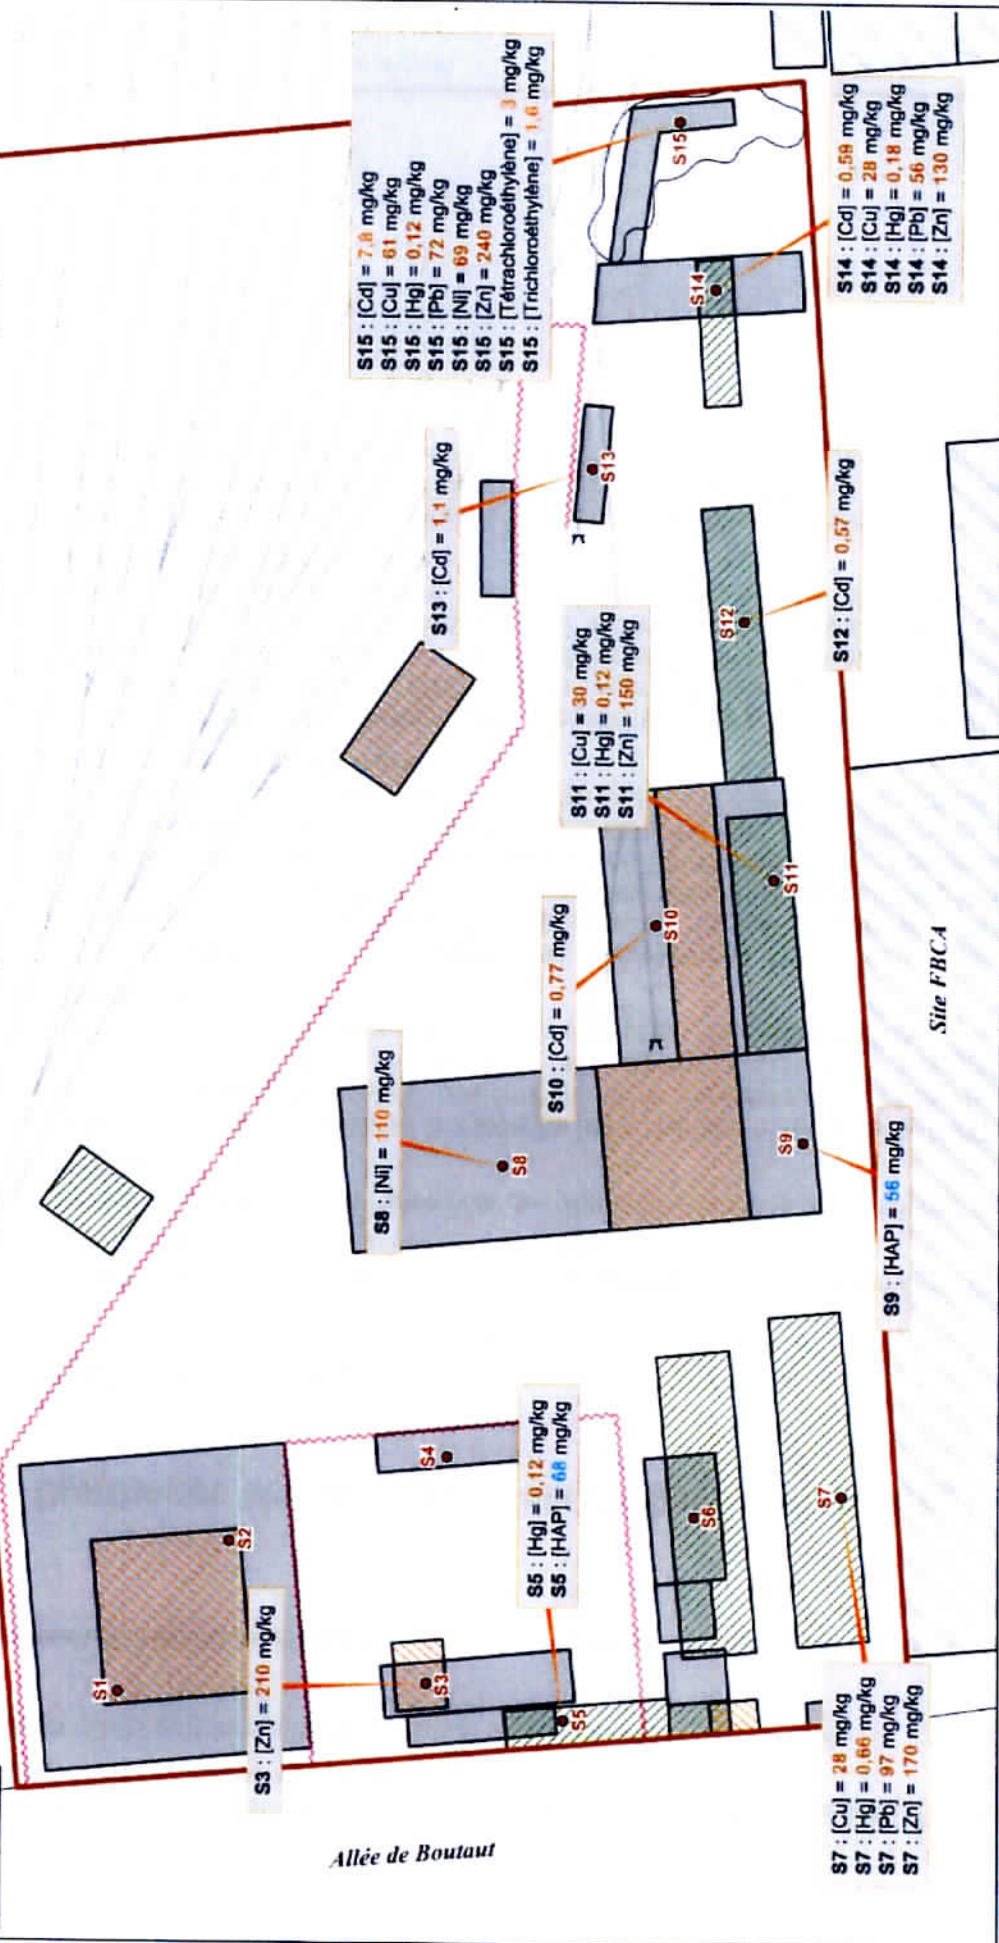 S15 : [Cd] = 7,8 mg/kg
S15 : [Cu] = 61 mg/kg
S15 : [Hg] = 0,12 mg/kg
S15 : [Pb] = 72 mg/kg
S15 : [Ni] = 69 mg/kg
S15 : [Zn] = 240 mg/kg
S15 : [Tétrachloroéthylène] = 3 mg/kg
S15 : [Trichloroéthylène] = 1,6 mg/kg
S15
S14
S14 : [Cd] = 0,59 mg/kg
S14 : [Cu] = 28 mg/kg
S14 : [Hg] = 0,18 mg/kg
S14 : [Pb] = 56 mg/kg
S14 : [Zn] = 130 mg/kg
S13 : [Cd] = 1,1 mg/kg
S13
S12
S12 : [Cd] = 0,57 mg/kg
S11 : [Cu] = 30 mg/kg
S11 : [Hg] = 0,12 mg/kg
S11 : [Zn] = 150 mg/kg
S11
S10 : [Cd] = 0,77 mg/kg
S10
S8 : [Ni] = 110 mg/kg
S8
S9
S9 : [HAP] = 56 mg/kg
Site FBCA
S1
S2
S3 : [Zn] = 210 mg/kg
S3
S4
S5 : [Hg] = 0,12 mg/kg
S5 : [HAP] = 68 mg/kg
S5
S6
S7
S7 : [Cu] = 28 mg/kg
S7 : [Hg] = 0,66 mg/kg
S7 : [Pb] = 97 mg/kg
S7 : [Zn] = 170 mg/kg
Allée de Boutaut